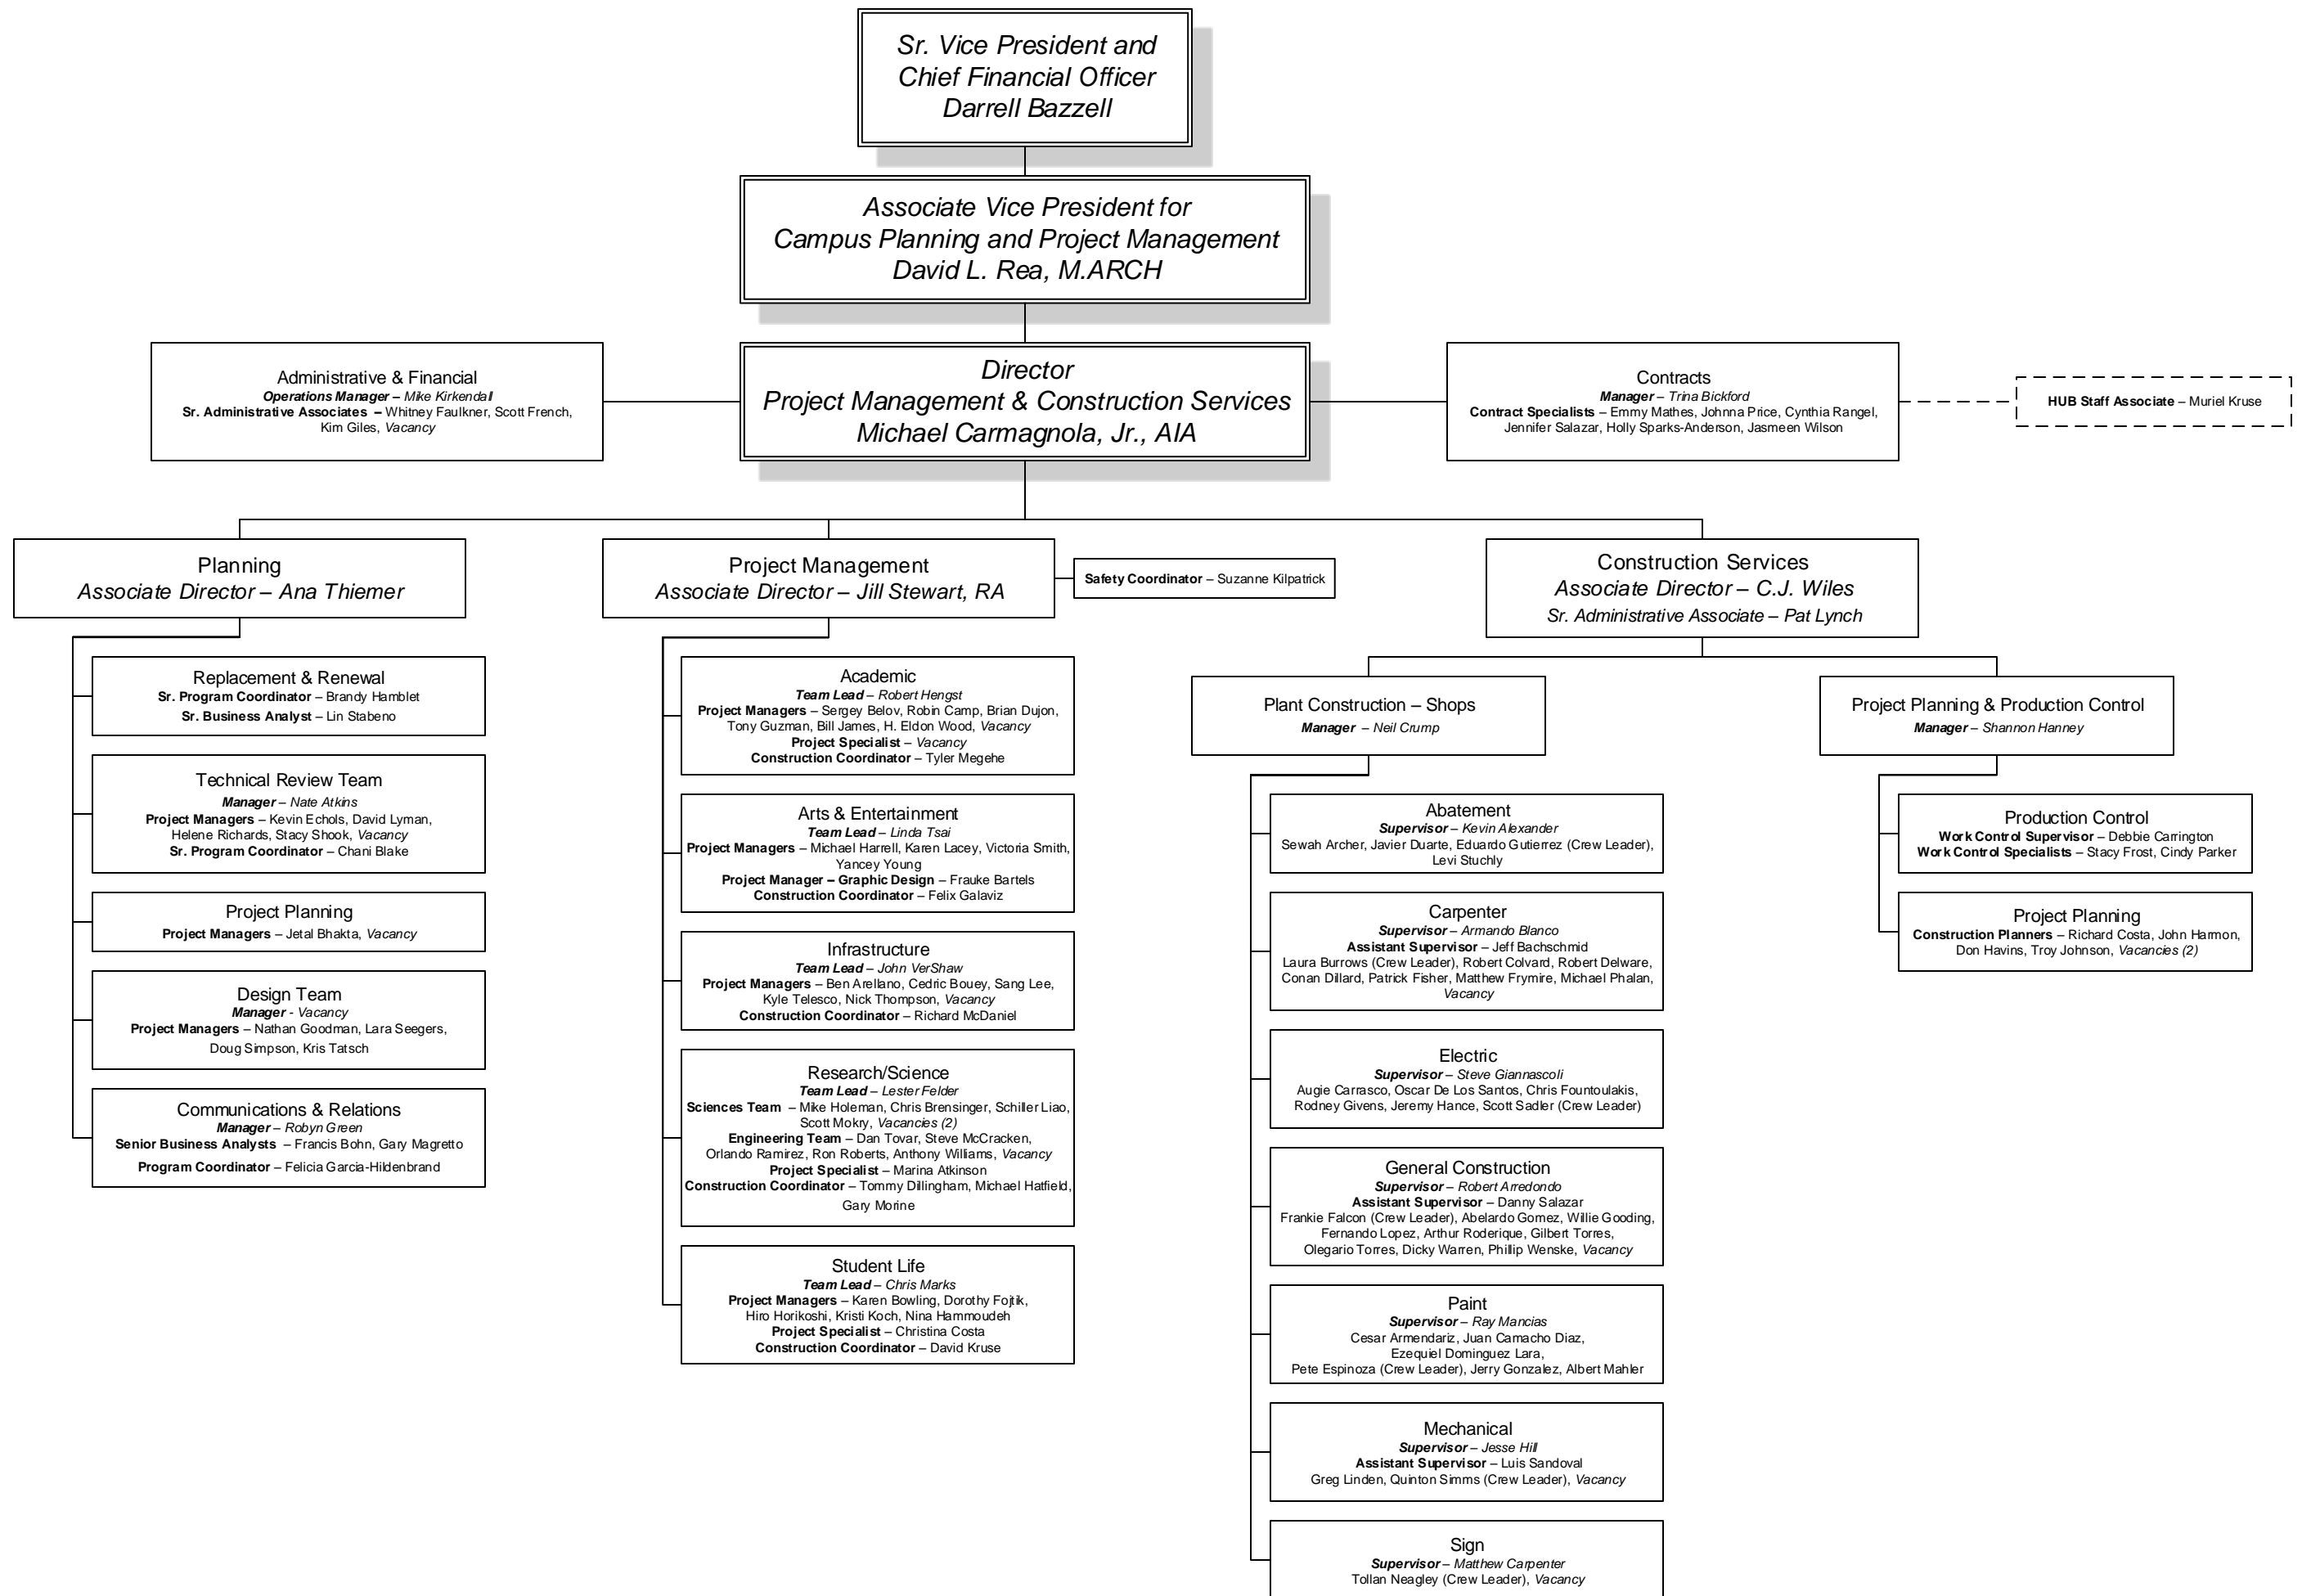 Sr. Vice President and
Chief Financial Officer
Darrell Bazzell
Associate Vice President for
Campus Planning and Project Management
David L. Rea, M.ARCH
Administrative & Financial
Operations Manager – Mike Kirkendall
Sr. Administrative Associates – Whitney Faulkner, Scott French,
Kim Giles, Vacancy
Director
Project Management & Construction Services
Michael Carmagnola, Jr., AIA
Contracts
Manager – Trina Bickford
Contract Specialists – Emmy Mathes, Johnna Price, Cynthia Rangel,
Jennifer Salazar, Holly Sparks-Anderson, Jasmeen Wilson
HUB Staff Associate – Muriel Kruse
Planning
Associate Director – Ana Thiemer
Replacement & Renewal
Sr. Program Coordinator – Brandy Hamblet
Sr. Business Analyst – Lin Stabeno
Technical Review Team
Manager – Nate Atkins
Project Managers – Kevin Echols, David Lyman,
Helene Richards, Stacy Shook, Vacancy
Sr. Program Coordinator – Chani Blake
Project Planning
Project Managers – Jetal Bhakta, Vacancy
Design Team
Manager - Vacancy
Project Managers – Nathan Goodman, Lara Seegers,
Doug Simpson, Kris Tatsch
Communications & Relations
Manager – Robyn Green
Senior Business Analysts – Francis Bohn, Gary Magretto
Program Coordinator – Felicia Garcia-Hildenbrand
Project Management
Associate Director – Jill Stewart, RA
Safety Coordinator – Suzanne Kilpatrick
Academic
Team Lead – Robert Hengst
Project Managers – Sergey Belov, Robin Camp, Brian Dujon,
Tony Guzman, Bill James, H. Eldon Wood, Vacancy
Project Specialist – Vacancy
Construction Coordinator – Tyler Megehe
Arts & Entertainment
Team Lead – Linda Tsai
Project Managers – Michael Harrell, Karen Lacey, Victoria Smith,
Yancey Young
Project Manager – Graphic Design – Frauke Bartels
Construction Coordinator – Felix Galaviz
Infrastructure
Team Lead – John VerShaw
Project Managers – Ben Arellano, Cedric Bouey, Sang Lee,
Kyle Telesco, Nick Thompson, Vacancy
Construction Coordinator – Richard McDaniel
Research/Science
Team Lead – Lester Felder
Sciences Team – Mike Holeman, Chris Brensinger, Schiller Liao,
Scott Mokry, Vacancies (2)
Engineering Team – Dan Tovar, Steve McCracken,
Orlando Ramirez, Ron Roberts, Anthony Williams, Vacancy
Project Specialist – Marina Atkinson
Construction Coordinator – Tommy Dillingham, Michael Hatfield,
Gary Morine
Student Life
Team Lead – Chris Marks
Project Managers – Karen Bowling, Dorothy Fojtik,
Hiro Horikoshi, Kristi Koch, Nina Hammoudeh
Project Specialist – Christina Costa
Construction Coordinator – David Kruse
Construction Services
Associate Director – C.J. Wiles
Sr. Administrative Associate – Pat Lynch
Plant Construction – Shops
Manager – Neil Crump
Abatement
Supervisor – Kevin Alexander
Sewah Archer, Javier Duarte, Eduardo Gutierrez (Crew Leader),
Levi Stuchly
Carpenter
Supervisor – Armando Blanco
Assistant Supervisor – Jeff Bachschmid
Laura Burrows (Crew Leader), Robert Colvard, Robert Delware,
Conan Dillard, Patrick Fisher, Matthew Frymire, Michael Phalan,
Vacancy
Electric
Supervisor – Steve Giannascoli
Augie Carrasco, Oscar De Los Santos, Chris Fountoulakis,
Rodney Givens, Jeremy Hance, Scott Sadler (Crew Leader)
General Construction
Supervisor – Robert Arredondo
Assistant Supervisor – Danny Salazar
Frankie Falcon (Crew Leader), Abelardo Gomez, Willie Gooding,
Fernando Lopez, Arthur Roderique, Gilbert Torres,
Olegario Torres, Dicky Warren, Phillip Wenske, Vacancy
Paint
Supervisor – Ray Mancias
Cesar Armendariz, Juan Camacho Diaz,
Ezequiel Dominguez Lara,
Pete Espinoza (Crew Leader), Jerry Gonzalez, Albert Mahler
Mechanical
Supervisor – Jesse Hill
Assistant Supervisor – Luis Sandoval
Greg Linden, Quinton Simms (Crew Leader), Vacancy
Sign
Supervisor – Matthew Carpenter
Tollan Neagley (Crew Leader), Vacancy
Project Planning & Production Control
Manager – Shannon Hanney
Production Control
Work Control Supervisor – Debbie Carrington
Work Control Specialists – Stacy Frost, Cindy Parker
Project Planning
Construction Planners – Richard Costa, John Harmon,
Don Havins, Troy Johnson, Vacancies (2)